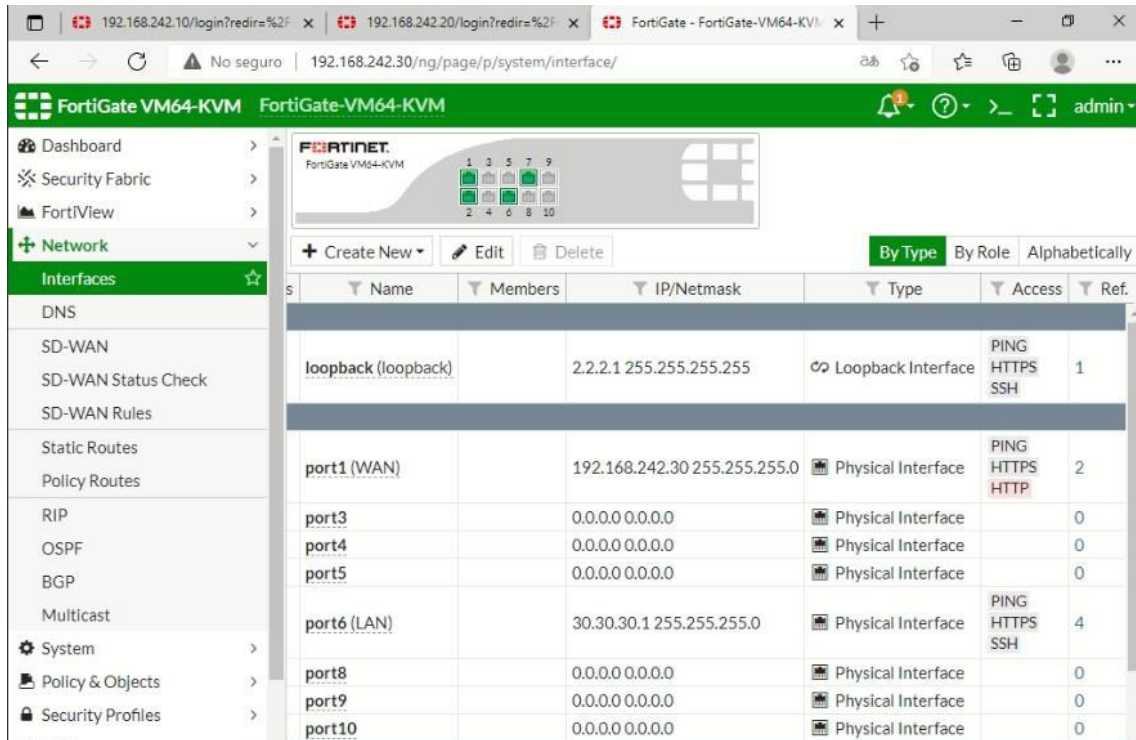 192.168.242.10/login?redir=%2F
192.168.242.20/login?redir=%2F
FortiGate - FortiGate-VM64-KVM
No seguro
192.168.242.30/ng/page/p/system/interface/
FortiGate VM64-KVM
FortiGate-VM64-KVM
1
admin
Dashboard
Security Fabric
FortiView
Network
Interfaces
DNS
SD-WAN
SD-WAN Status Check
SD-WAN Rules
Static Routes
Policy Routes
RIP
OSPF
BGP
Multicast
System
Policy & Objects
Security Profiles
FORTINET.
FortiGate VM64-KVM
1 3 5 7 9
2 4 6 8 10
+ Create New
Edit
Delete
By Type
By Role
Alphabetically
s Name Members IP/Netmask Type Access Ref.
loopback (loopback) 2.2.2.1 255.255.255.255 Loopback Interface PING HTTPS SSH 1
port1 (WAN) 192.168.242.30 255.255.255.0 Physical Interface PING HTTPS HTTP 2
port3 0.0.0.0 0.0.0.0 Physical Interface 0
port4 0.0.0.0 0.0.0.0 Physical Interface 0
port5 0.0.0.0 0.0.0.0 Physical Interface 0
port6 (LAN) 30.30.30.1 255.255.255.0 Physical Interface PING HTTPS SSH 4
port8 0.0.0.0 0.0.0.0 Physical Interface 0
port9 0.0.0.0 0.0.0.0 Physical Interface 0
port10 0.0.0.0 0.0.0.0 Physical Interface 0